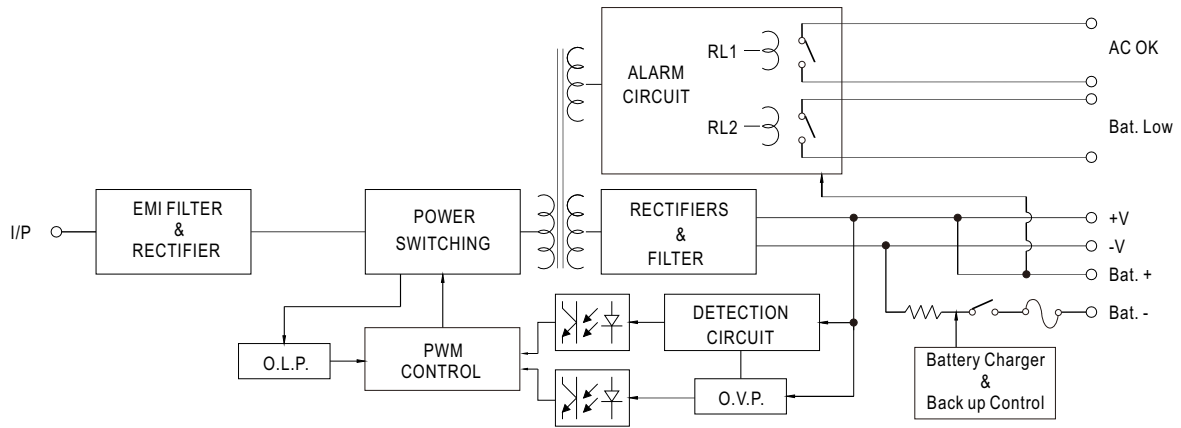 ALARM
CIRCUIT
RL1
RL2
AC OK
Bat. Low
I/P
EMI FILTER
&
RECTIFIER
POWER
SWITCHING
RECTIFIERS
&
FILTER
+V
-V
Bat. +
Bat. -
O.L.P.
PWM
CONTROL
DETECTION
CIRCUIT
O.V.P.
Battery Charger
&
Back up Control